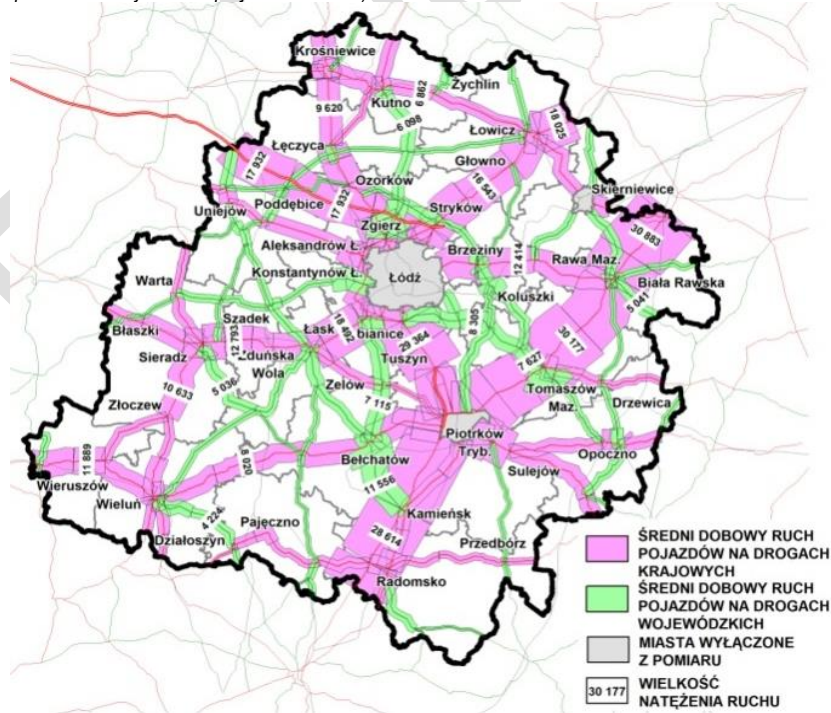 Krośniewice
Żychlin
Kutno
6 862
9 620
6 098
Łowicz
18 025
Łęczyca
Głowno
17 932
Ozorków
16 543
Skierniewice
Uniejów
Poddębice
17 932
Stryków
Zgierz
30 883
Aleksandrów Ł.
Brzeziny
12 414
Rawa Maz.
Konstantynów Ł.
Łódź
Biała Rawska
Warta
Koluszki
5 041
Szadek
Błaszki
12 793
Łask
18 492
bianice
8 305
29 364
30 177
Sieradz
Zduńska
Wola
Tuszyn
7 627
10 633
5 036
Zelów
7 115
Tomaszów
Maz.
Drzewica
Złoczew
Piotrków
Tryb.
11 889
8 020
Bełchatów
Opoczno
Sulejów
Wieruszów
11 556
Wieluń
Kamieńsk
4 224
Pajęczno
28 614
Przedbórz
Działoszyn
Radomsko
ŚREDNI DOBOWY RUCH
POJAZDÓW NA DROGACH
KRAJOWYCH
ŚREDNI DOBOWY RUCH
POJAZDÓW NA DROGACH
WOJEWÓDZKICH
MIASTA WYŁĄCZONE
Z POMIARU
30 177 WIELKOŚĆ
NATĘŻENIA RUCHU